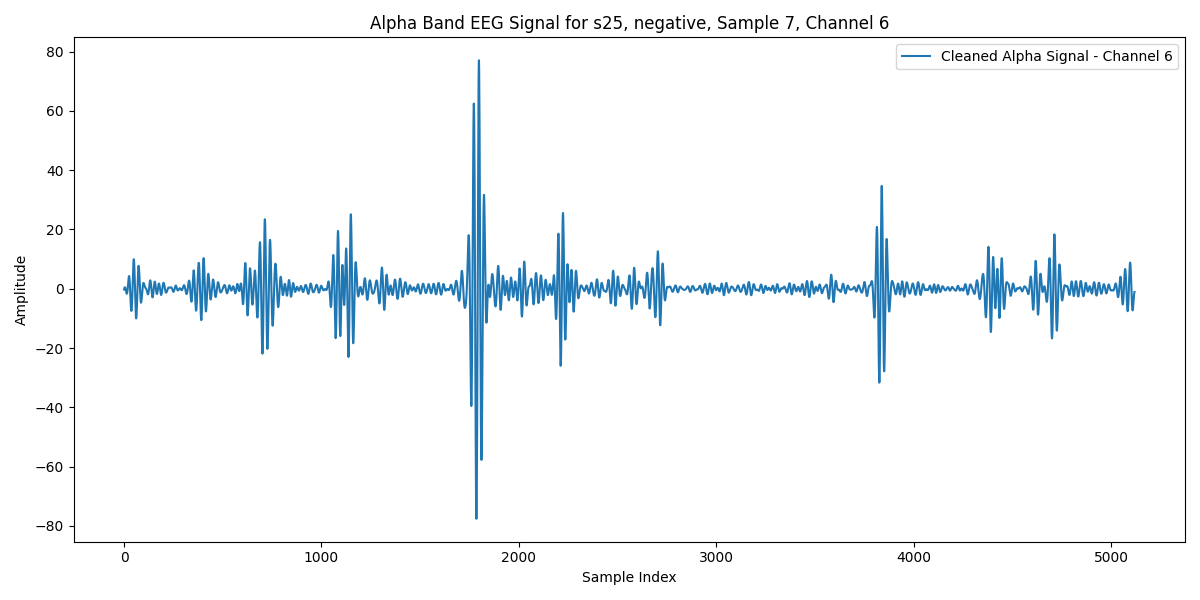 Alpha Band EEG Signal for s25, negative, Sample 7, Channel 6
Cleaned Alpha Signal - Channel 6
Amplitude
80
60
40
20
0
−20
−40
−60
−80
0 1000 2000 3000 4000 5000
Sample Index